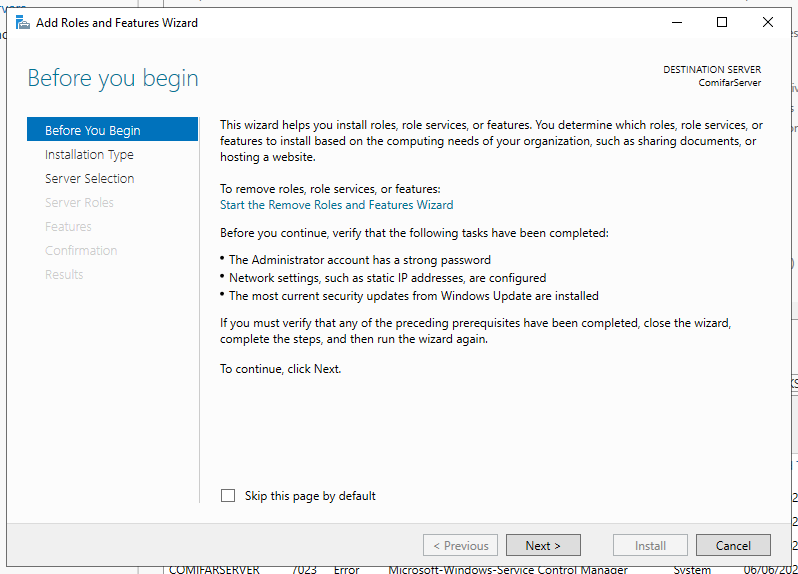 Add Roles and Features Wizard
Before you begin
DESTINATION SERVER
ComifarServer
Before You Begin
Installation Type
Server Selection
Server Roles
Features
Confirmation
Results
This wizard helps you install roles, role services, or features. You determine which roles, role services, or
features to install based on the computing needs of your organization, such as sharing documents, or
hosting a website.
To remove roles, role services, or features:
Start the Remove Roles and Features Wizard
Before you continue, verify that the following tasks have been completed:
• The Administrator account has a strong password
• Network settings, such as static IP addresses, are configured
• The most current security updates from Windows Update are installed
If you must verify that any of the preceding prerequisites have been completed, close the wizard,
complete the steps, and then run the wizard again.
To continue, click Next.
Skip this page by default
< Previous
Next >
Install
Cancel
COMIFARSERVER 7023 Error Microsoft-Windows-Service Control Manager System 06/06/202